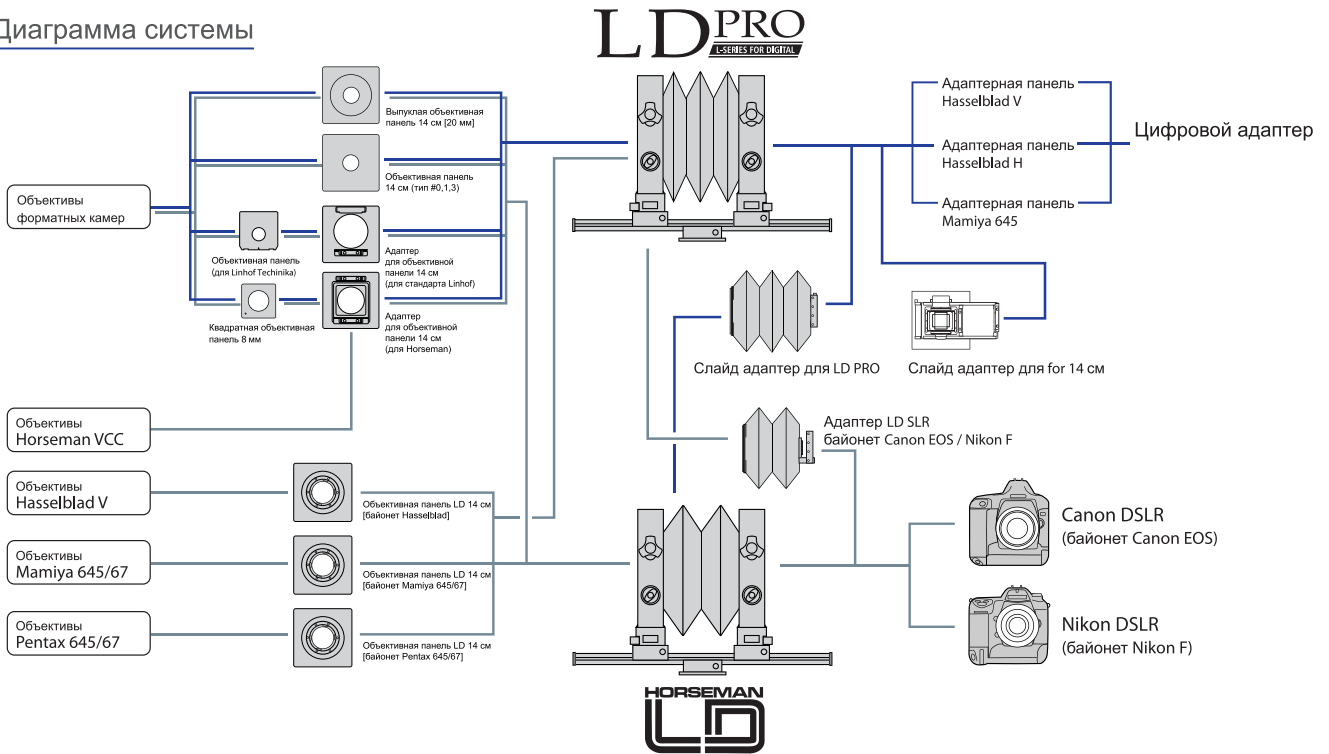 Диаграмма системы
LD PRO
L-SERIES FOR DIGITAL
Выпуклая объективная
панель 14 см [20 мм]
Объективная панель
14 см (тип #0,1,3)
Объективы
форматных камер
Объективная панель
(для Linhof Techinika)
Адаптер
для объективной
панели 14 см
(для стандарта Linhof)
Квадратная объективная
панель 8 мм
Адаптер
для объективной
панели 14 см
(для Horseman)
Адаптерная панель
Hasselblad V
Адаптерная панель
Hasselblad H
Адаптерная панель
Mamiya 645
Цифровой адаптер
Слайд адаптер для LD PRO
Слайд адаптер для for 14 см
Адаптер LD SLR
байонет Canon EOS / Nikon F
Объективы
Horseman VCC
Объективы
Hasselblad V
Объективы
Mamiya 645/67
Объективы
Pentax 645/67
Объективная панель LD 14 см
[байонет Hasselblad]
Объективная панель LD 14 см
[байонет Mamiya 645/67]
Объективная панель LD 14 см
[байонет Pentax 645/67]
Canon DSLR
(байонет Canon EOS)
Nikon DSLR
(байонет Nikon F)
HORSEMAN
LD